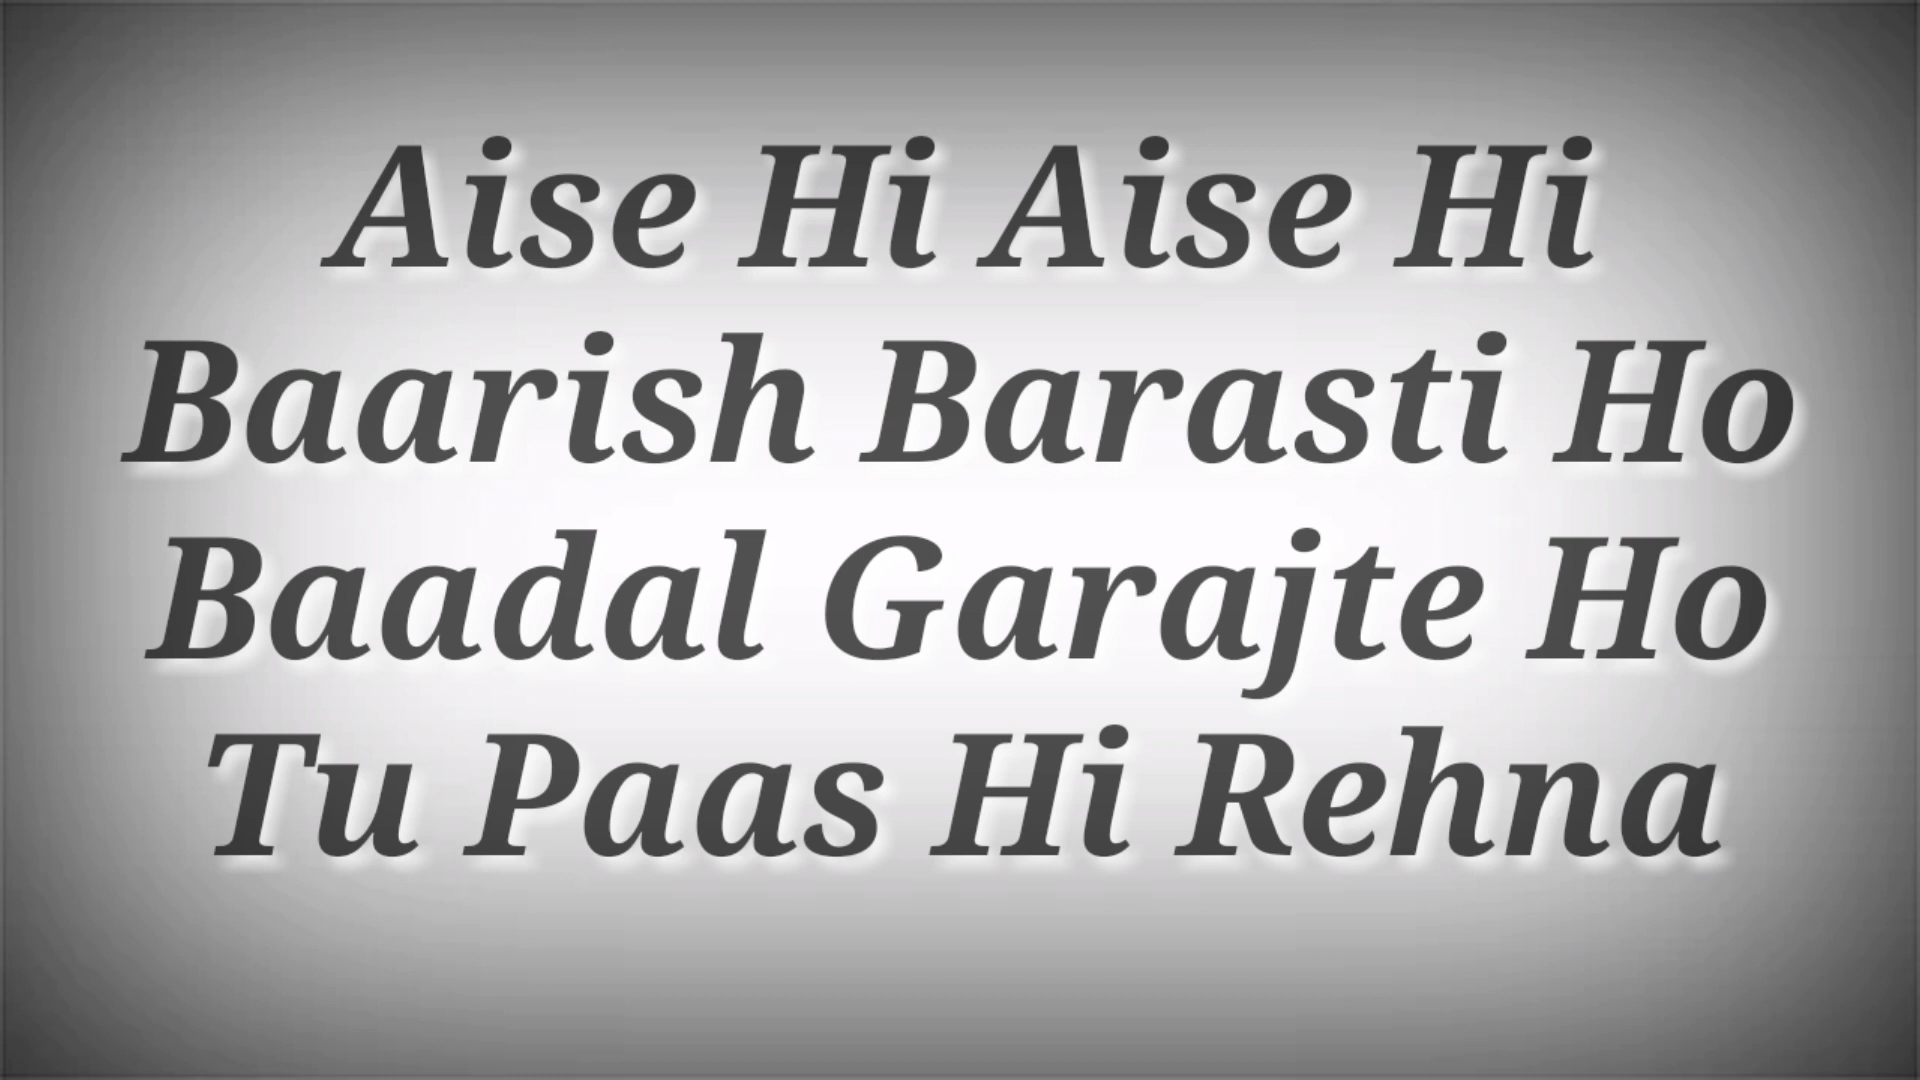 Aise Hi Aise Hi
Baarish Barasti Ho
Baadal Garajte Ho
Tu Paas Hi Rehna